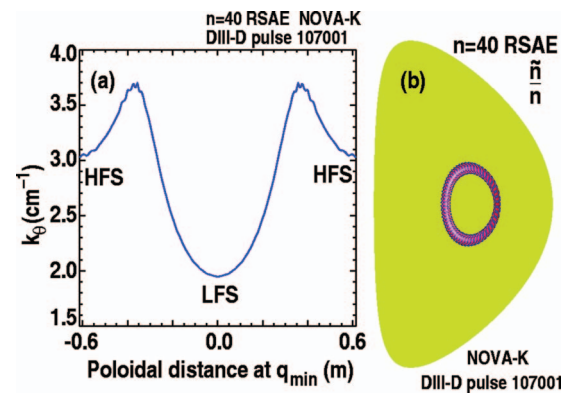 n=40 RSAE NOVA-K
DIII-D pulse 107001
4.0
3.5
3.0
2.5
2.0
1.5
kθ(cm⁻¹)
(a)
HFS
HFS
LFS
-0.6
0.0
0.6
Poloidal distance at qmin (m)
n=40 RSAE
ñ
n
(b)
NOVA-K
DIII-D pulse 107001